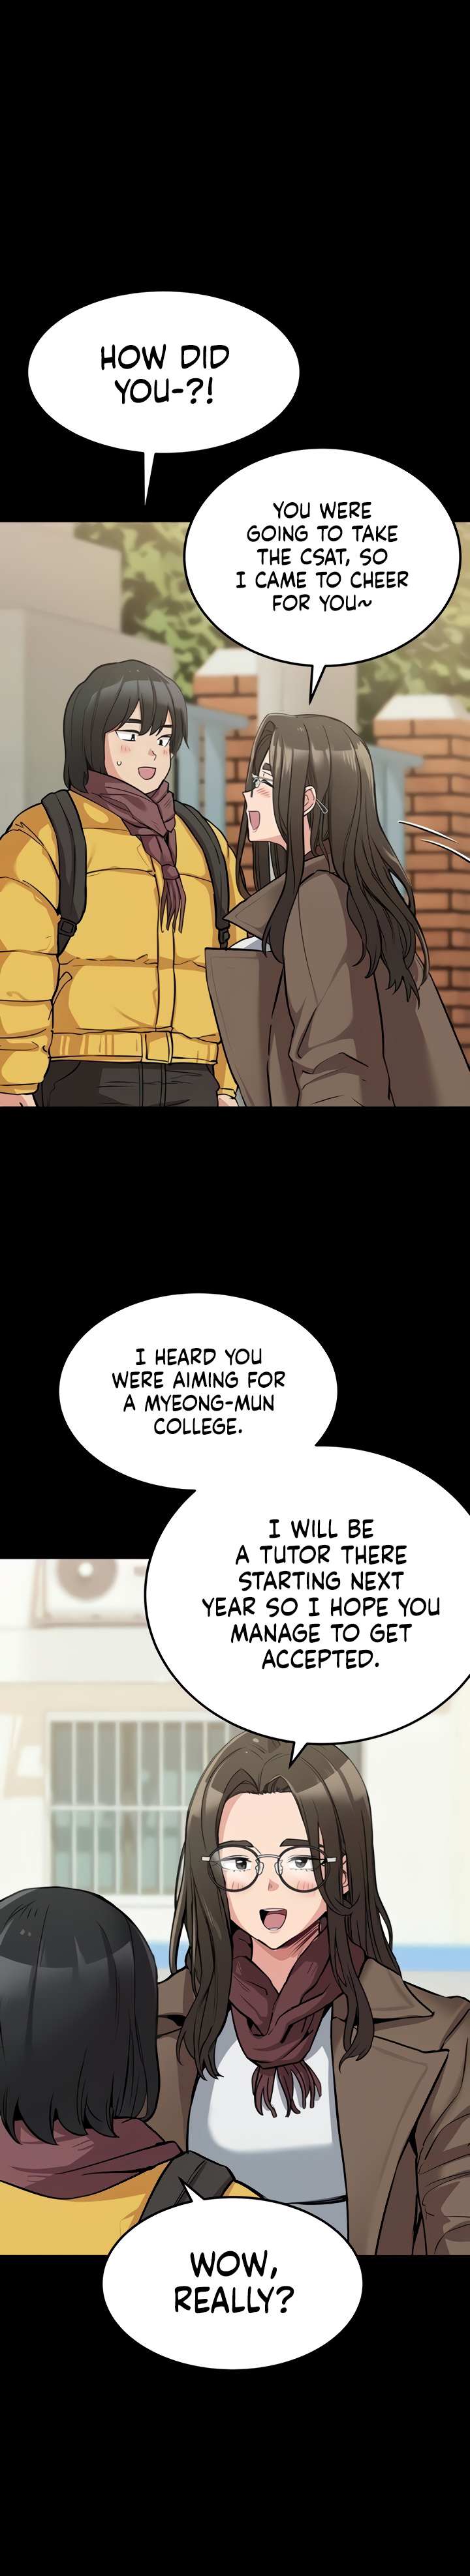 HOW DID
YOU-?!
YOU WERE
GOING TO TAKE
THE CSAT, SO
I CAME TO CHEER
FOR YOU~
I HEARD YOU
WERE AIMING FOR
A MYEONG-MUN
COLLEGE.
I WILL BE
A TUTOR THERE
STARTING NEXT
YEAR SO I HOPE YOU
MANAGE TO GET
ACCEPTED.
WOW,
REALLY?